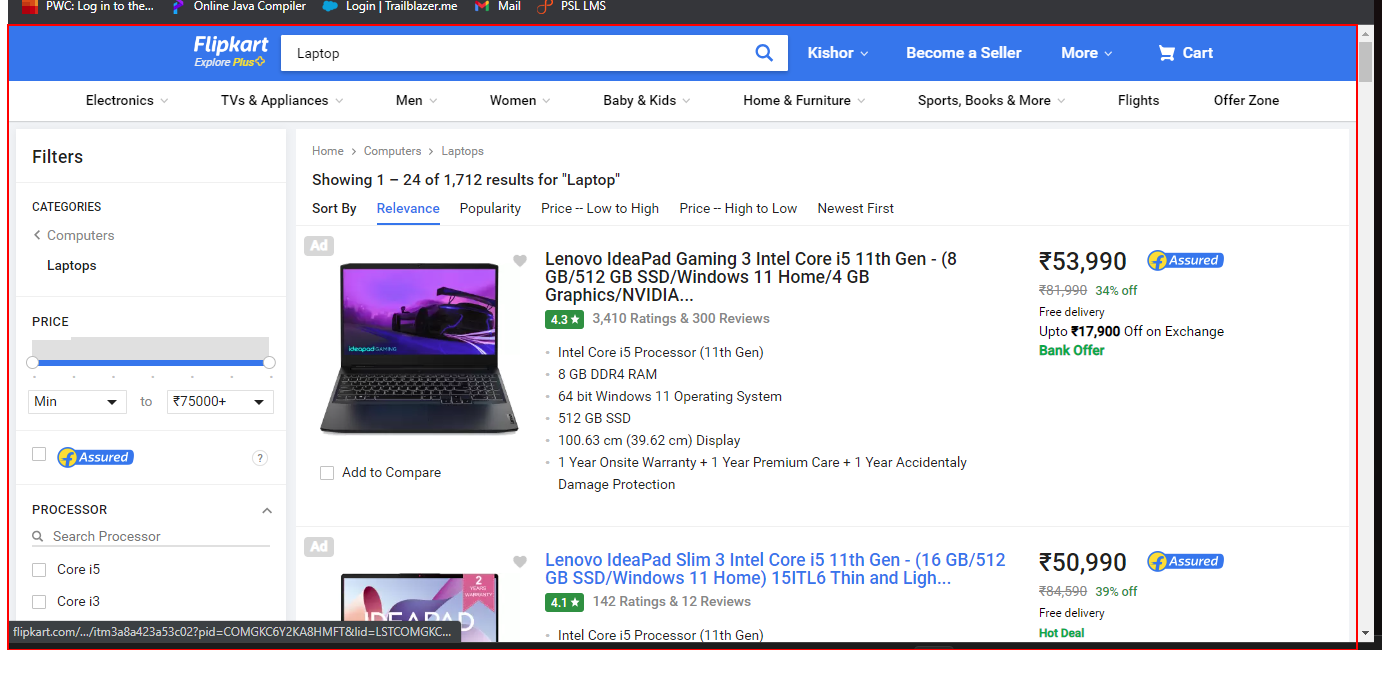 PWC: Log in to the...
Online Java Compiler
Login | Trailblazer.me
Mail
PSL LMS
Flipkart
Explore Plus
Laptop
Kishor
Become a Seller
More
Cart
Electronics
TVs & Appliances
Men
Women
Baby & Kids
Home & Furniture
Sports, Books & More
Flights
Offer Zone
Filters
CATEGORIES
Computers
Laptops
PRICE
Min
to
₹75000+
Assured
?
PROCESSOR
Search Processor
Core i5
Core i3
Home
Computers
Laptops
Showing 1 – 24 of 1,712 results for "Laptop"
Sort By
Relevance
Popularity
Price -- Low to High
Price -- High to Low
Newest First
Ad
ideapad GAMING
Add to Compare
Lenovo IdeaPad Gaming 3 Intel Core i5 11th Gen - (8
GB/512 GB SSD/Windows 11 Home/4 GB
Graphics/NVIDIA...
4.3 ★
3,410 Ratings & 300 Reviews
Intel Core i5 Processor (11th Gen)
8 GB DDR4 RAM
64 bit Windows 11 Operating System
512 GB SSD
100.63 cm (39.62 cm) Display
1 Year Onsite Warranty + 1 Year Premium Care + 1 Year Accidentaly
Damage Protection
₹53,990
Assured
₹81,990
34% off
Free delivery
Upto ₹17,900 Off on Exchange
Bank Offer
Ad
2
YEARS
WARRANTY
IDEAPAD
Lenovo IdeaPad Slim 3 Intel Core i5 11th Gen - (16 GB/512
GB SSD/Windows 11 Home) 15ITL6 Thin and Ligh...
4.1 ★
142 Ratings & 12 Reviews
Intel Core i5 Processor (11th Gen)
₹50,990
Assured
₹84,590
39% off
Free delivery
Hot Deal
flipkart.com/.../itm3a8a423a53c02?pid=COMGKC6Y2KA8HMFT&lid=LSTCOMGKC...